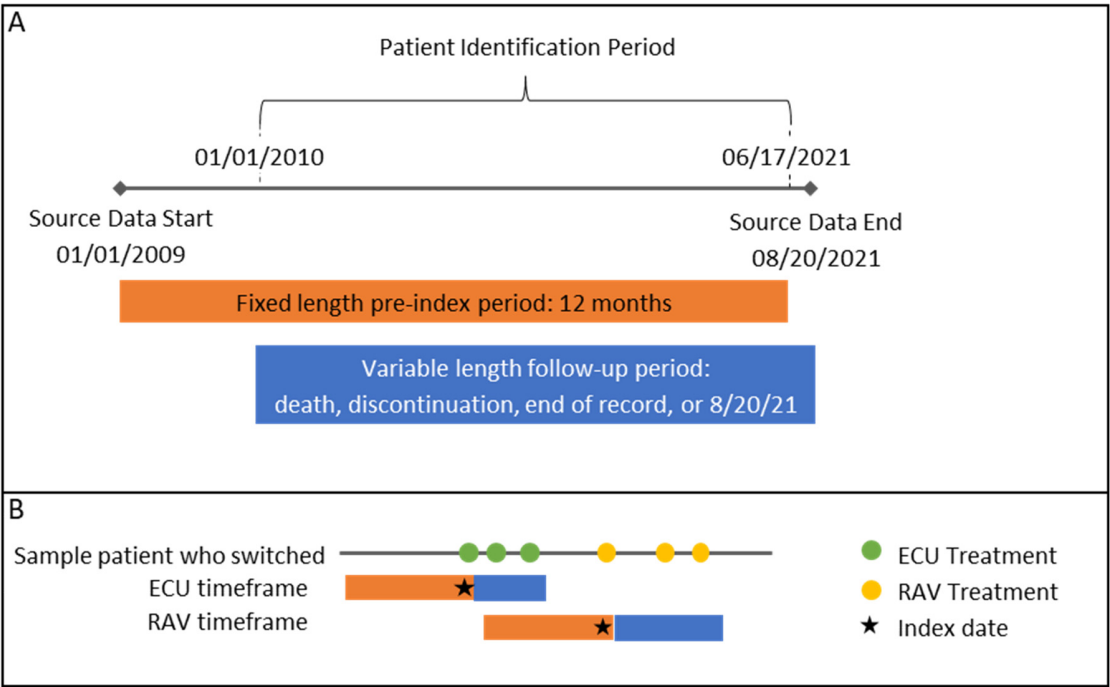 A
Patient Identification Period
01/01/2010
06/17/2021
Source Data Start
01/01/2009
Source Data End
08/20/2021
Fixed length pre-index period: 12 months
Variable length follow-up period:
death, discontinuation, end of record, or 8/20/21
B
Sample patient who switched
ECU timeframe
RAV timeframe
ECU Treatment
RAV Treatment
Index date